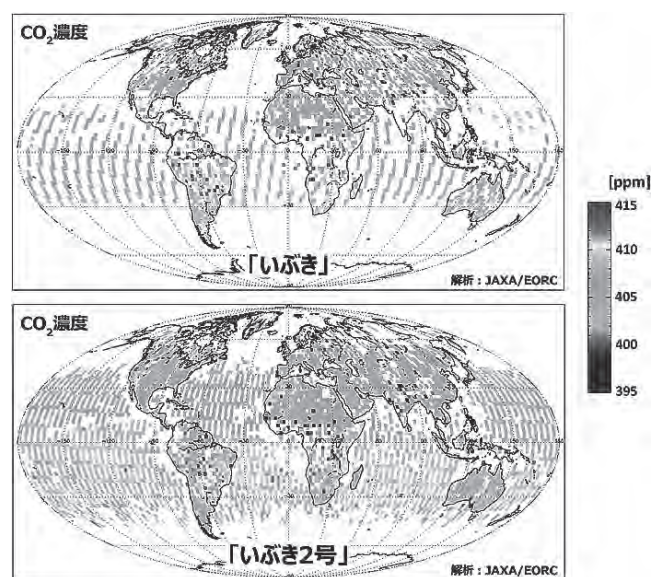 CO₂濃度
「いぶき」
解析：JAXA/EORC
[ppm]
415
410
405
400
395
CO₂濃度
「いぶき2号」
解析：JAXA/EORC